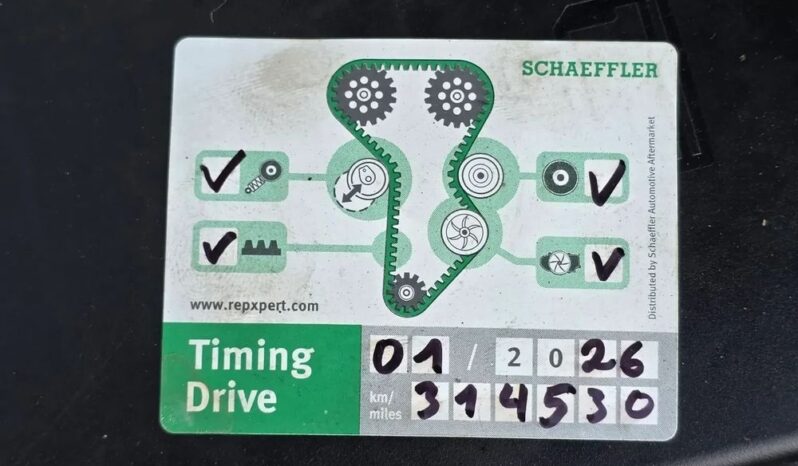 SCHAEFFLER
Distributed by Schaeffler Automotive Aftermarket
www.repxpert.com
Timing
Drive
01 / 2026
km/
miles
314530